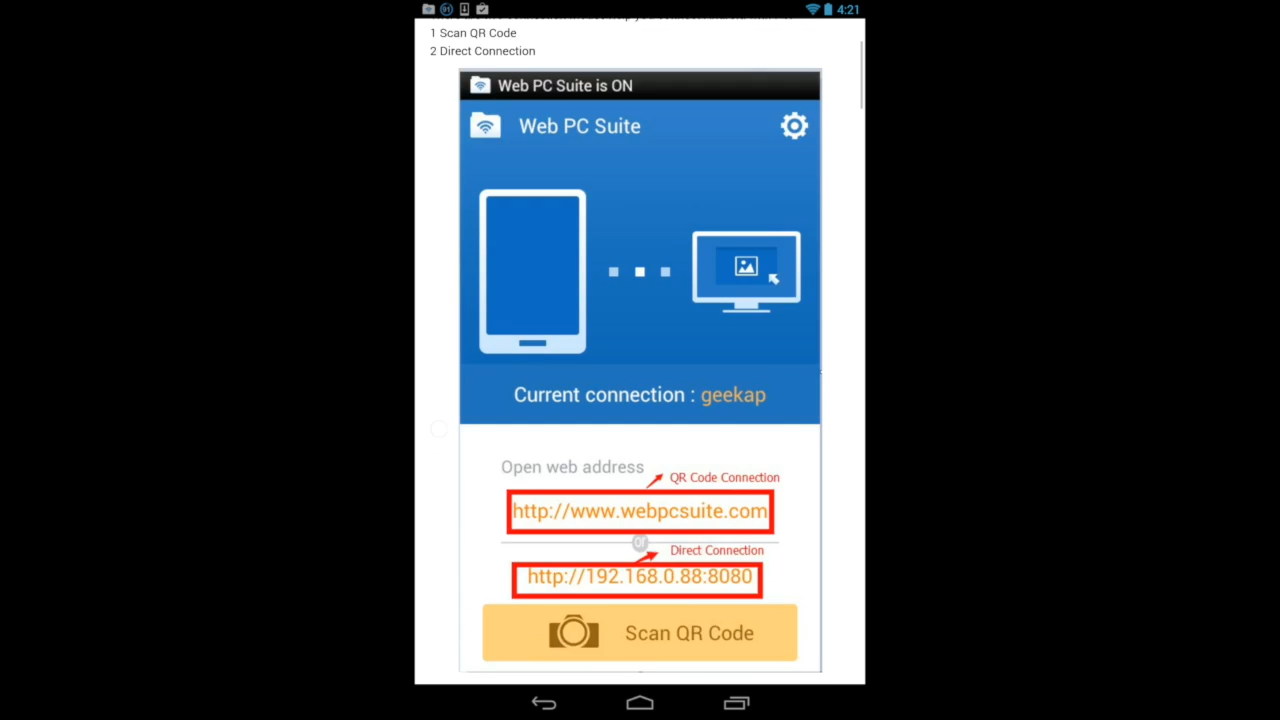 4:21
1 Scan QR Code
2 Direct Connection
Web PC Suite is ON
Web PC Suite
Current connection : geekap
Open web address
QR Code Connection
http://www.webpcsuite.com
or
Direct Connection
http://192.168.0.88:8080
Scan QR Code